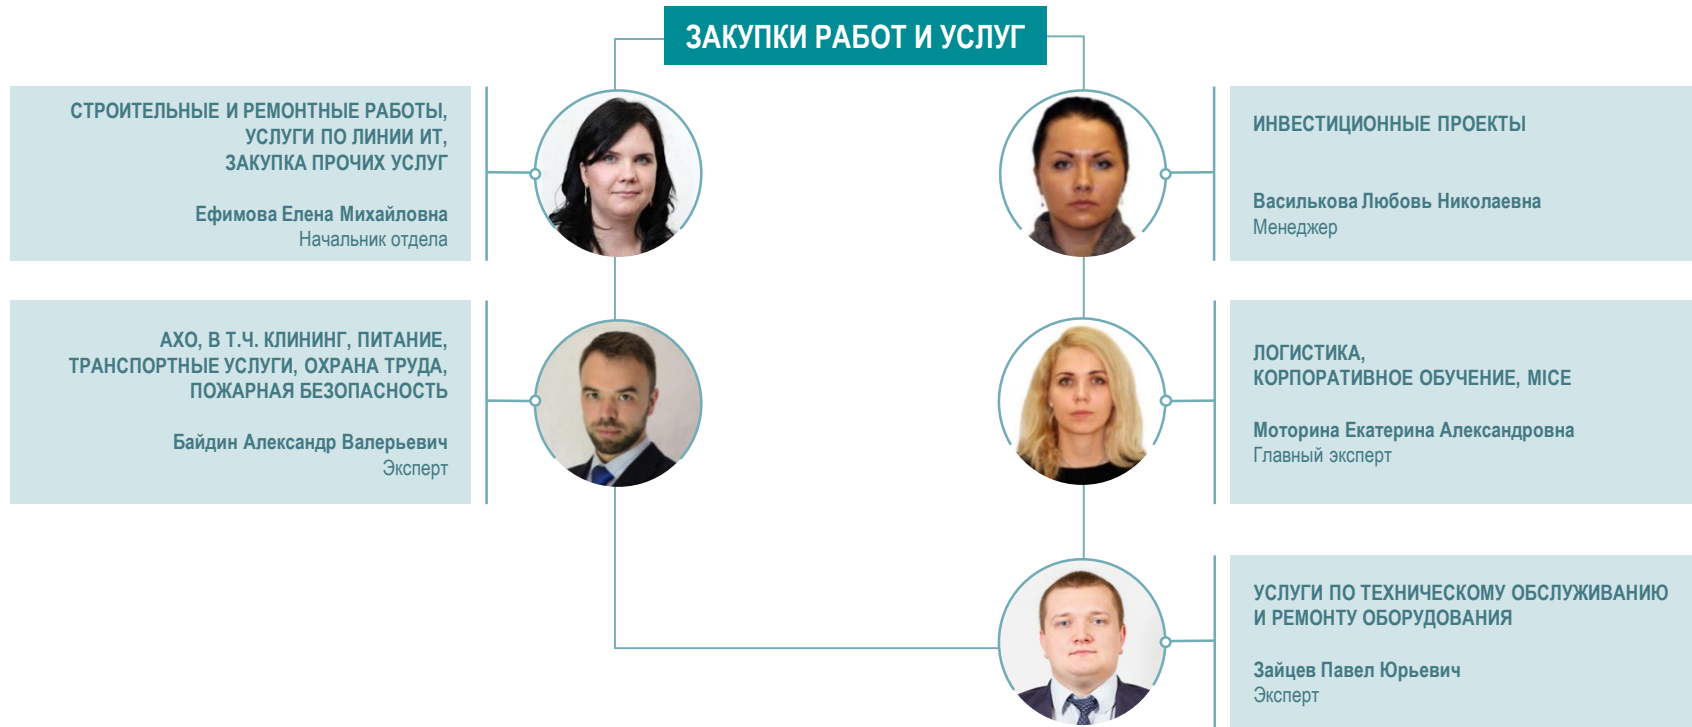 ЗАКУПКИ РАБОТ И УСЛУГ
СТРОИТЕЛЬНЫЕ И РЕМОНТНЫЕ РАБОТЫ,
УСЛУГИ ПО ЛИНИИ ИТ,
ЗАКУПКА ПРОЧИХ УСЛУГ
Ефимова Елена Михайловна
Начальник отдела
ИНВЕСТИЦИОННЫЕ ПРОЕКТЫ
Василькова Любовь Николаевна
Менеджер
АХО, В Т.Ч. КЛИНИНГ, ПИТАНИЕ,
ТРАНСПОРТНЫЕ УСЛУГИ, ОХРАНА ТРУДА,
ПОЖАРНАЯ БЕЗОПАСНОСТЬ
Байдин Александр Валерьевич
Эксперт
ЛОГИСТИКА,
КОРПОРАТИВНОЕ ОБУЧЕНИЕ, MICE
Моторина Екатерина Александровна
Главный эксперт
УСЛУГИ ПО ТЕХНИЧЕСКОМУ ОБСЛУЖИВАНИЮ
И РЕМОНТУ ОБОРУДОВАНИЯ
Зайцев Павел Юрьевич
Эксперт